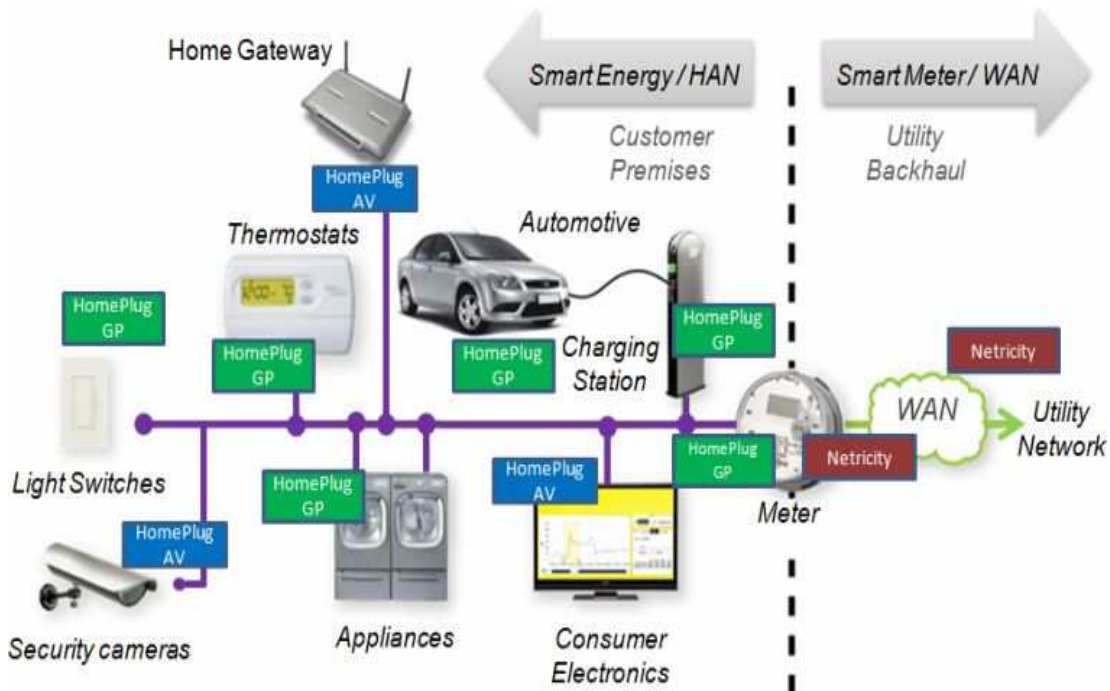 Home Gateway
Smart Energy / HAN
Smart Meter / WAN
Customer
Premises
Utility
Backhaul
HomePlug
AV
Thermostats
Automotive
HomePlug
GP
HomePlug
GP
HomePlug
GP
Charging
Station
HomePlug
GP
Netricity
WAN
Utility
Network
Light Switches
HomePlug
GP
HomePlug
AV
HomePlug
GP
Netricity
Meter
HomePlug
AV
Security cameras
Appliances
Consumer
Electronics